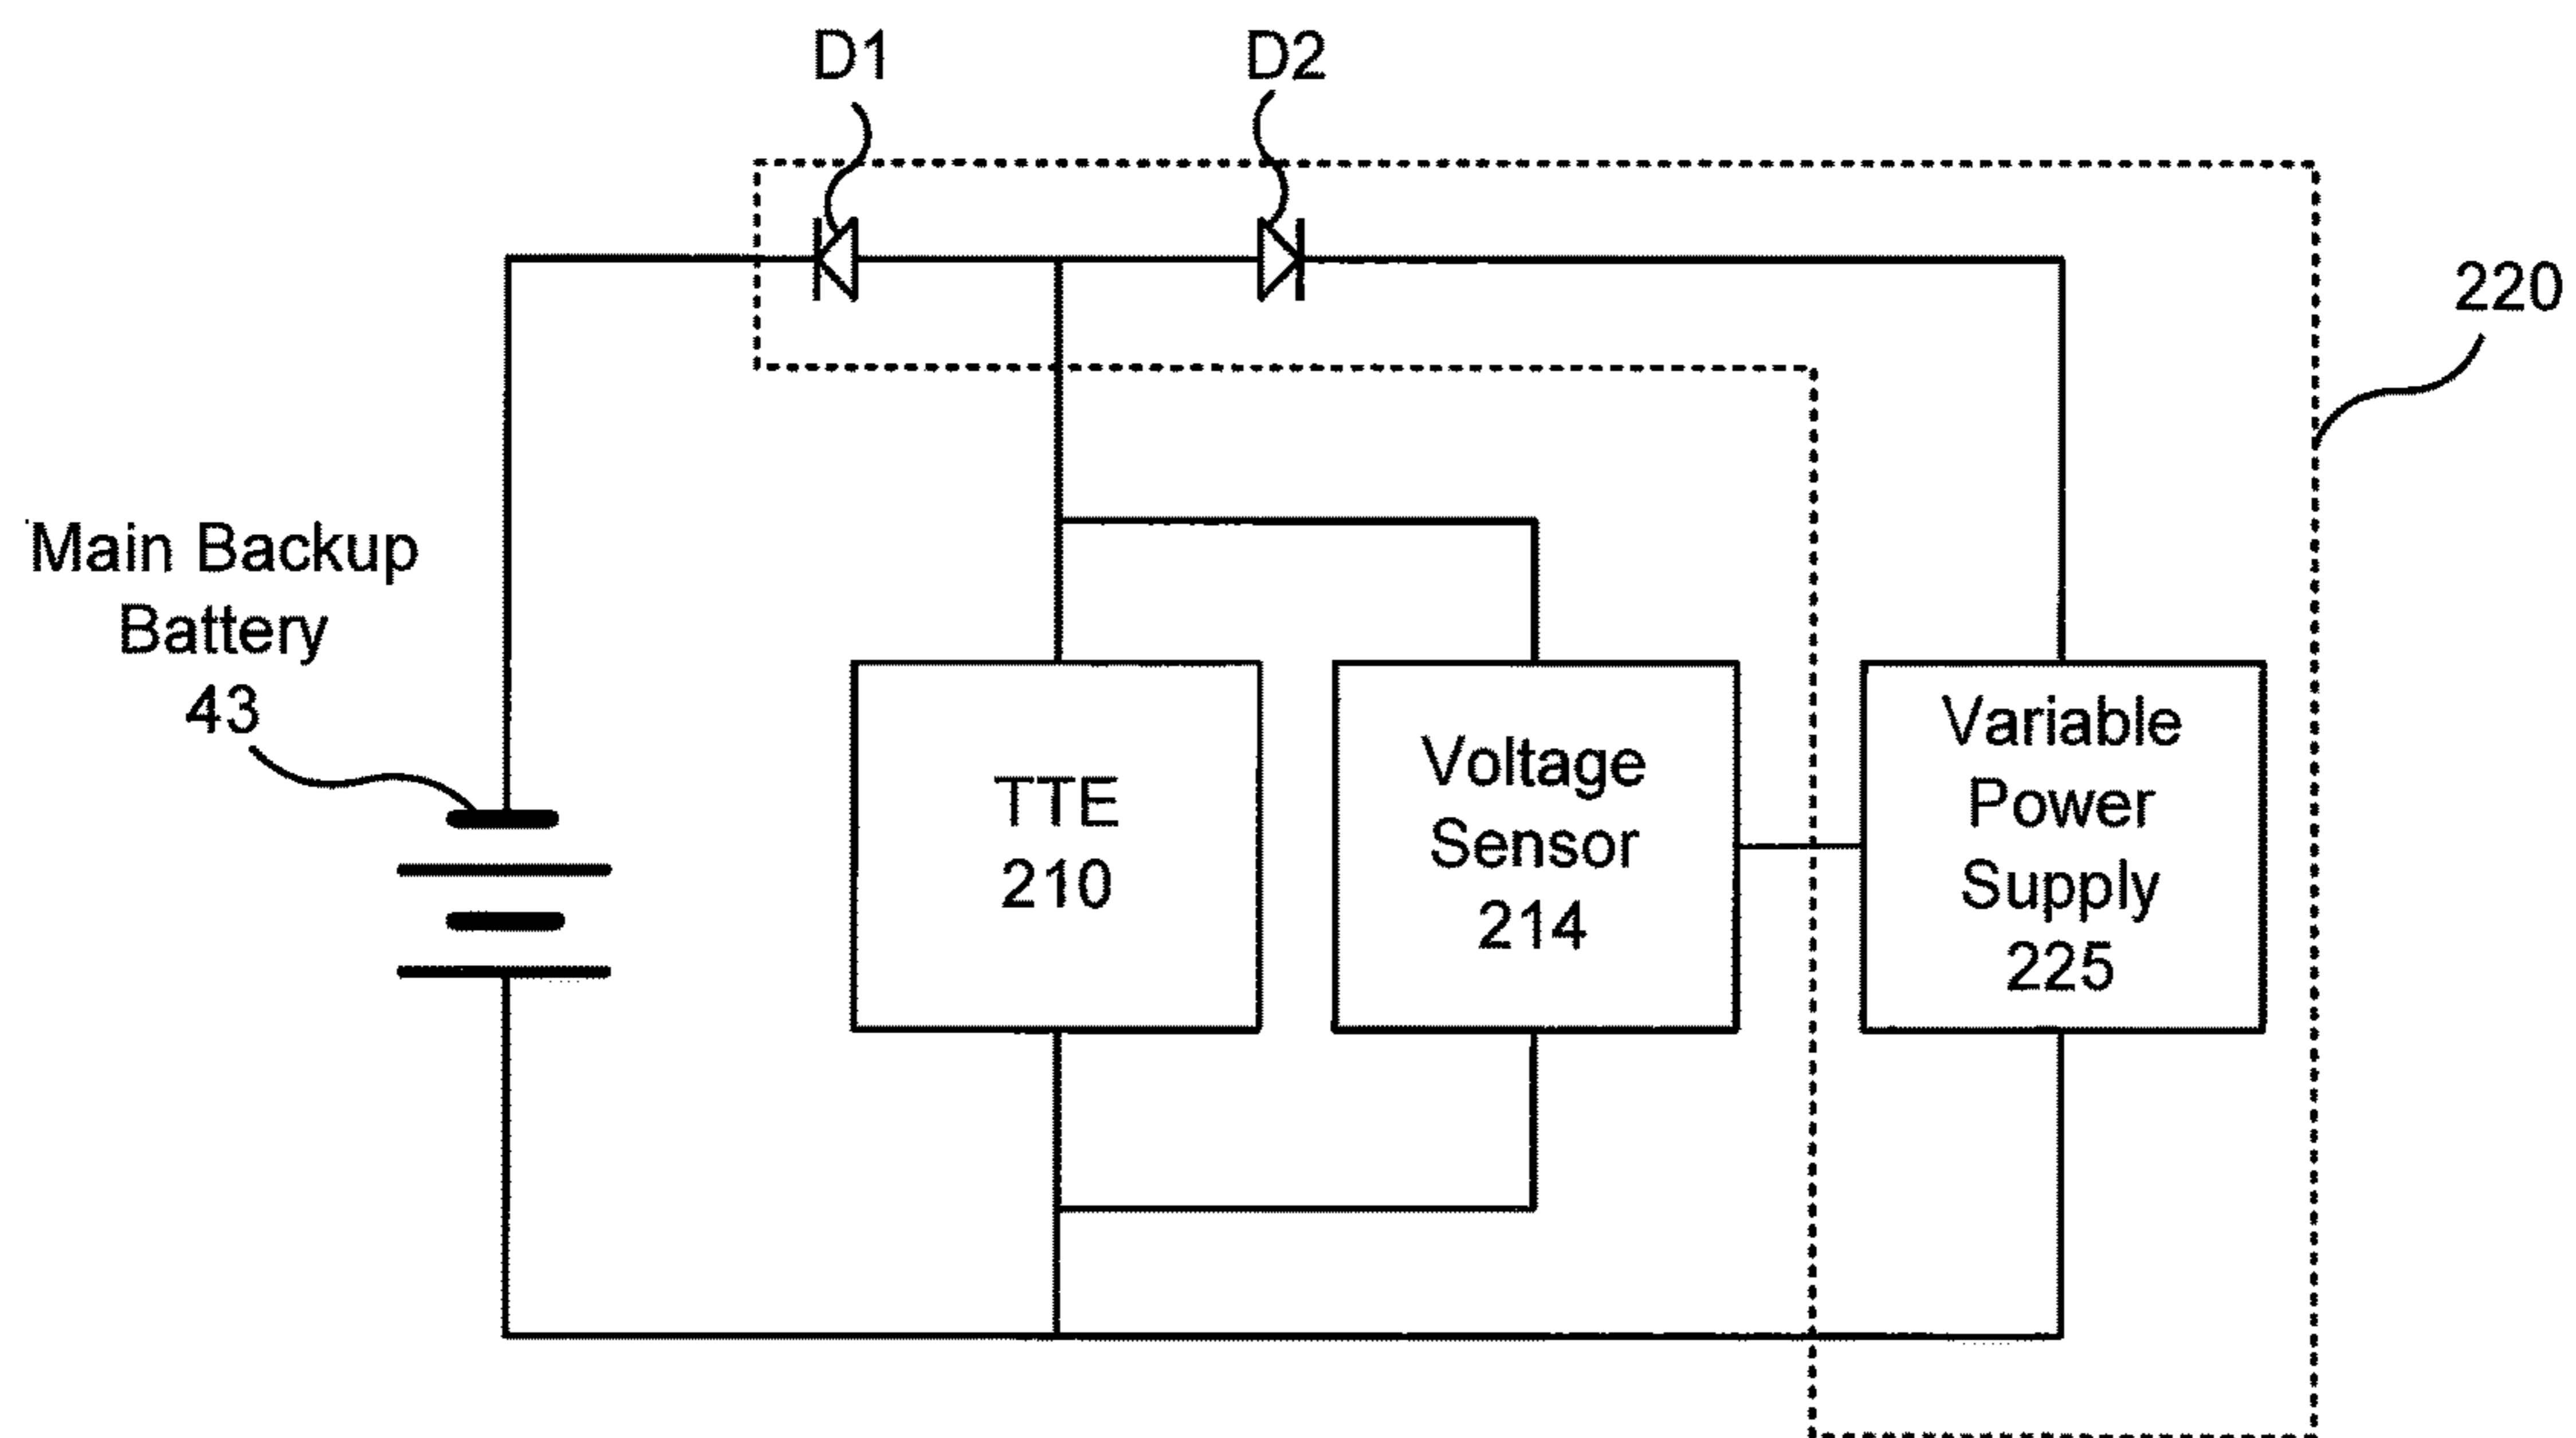 D1
D2
220
Main Backup
Battery
43
TTE
210
Voltage
Sensor
214
Variable
Power
Supply
225